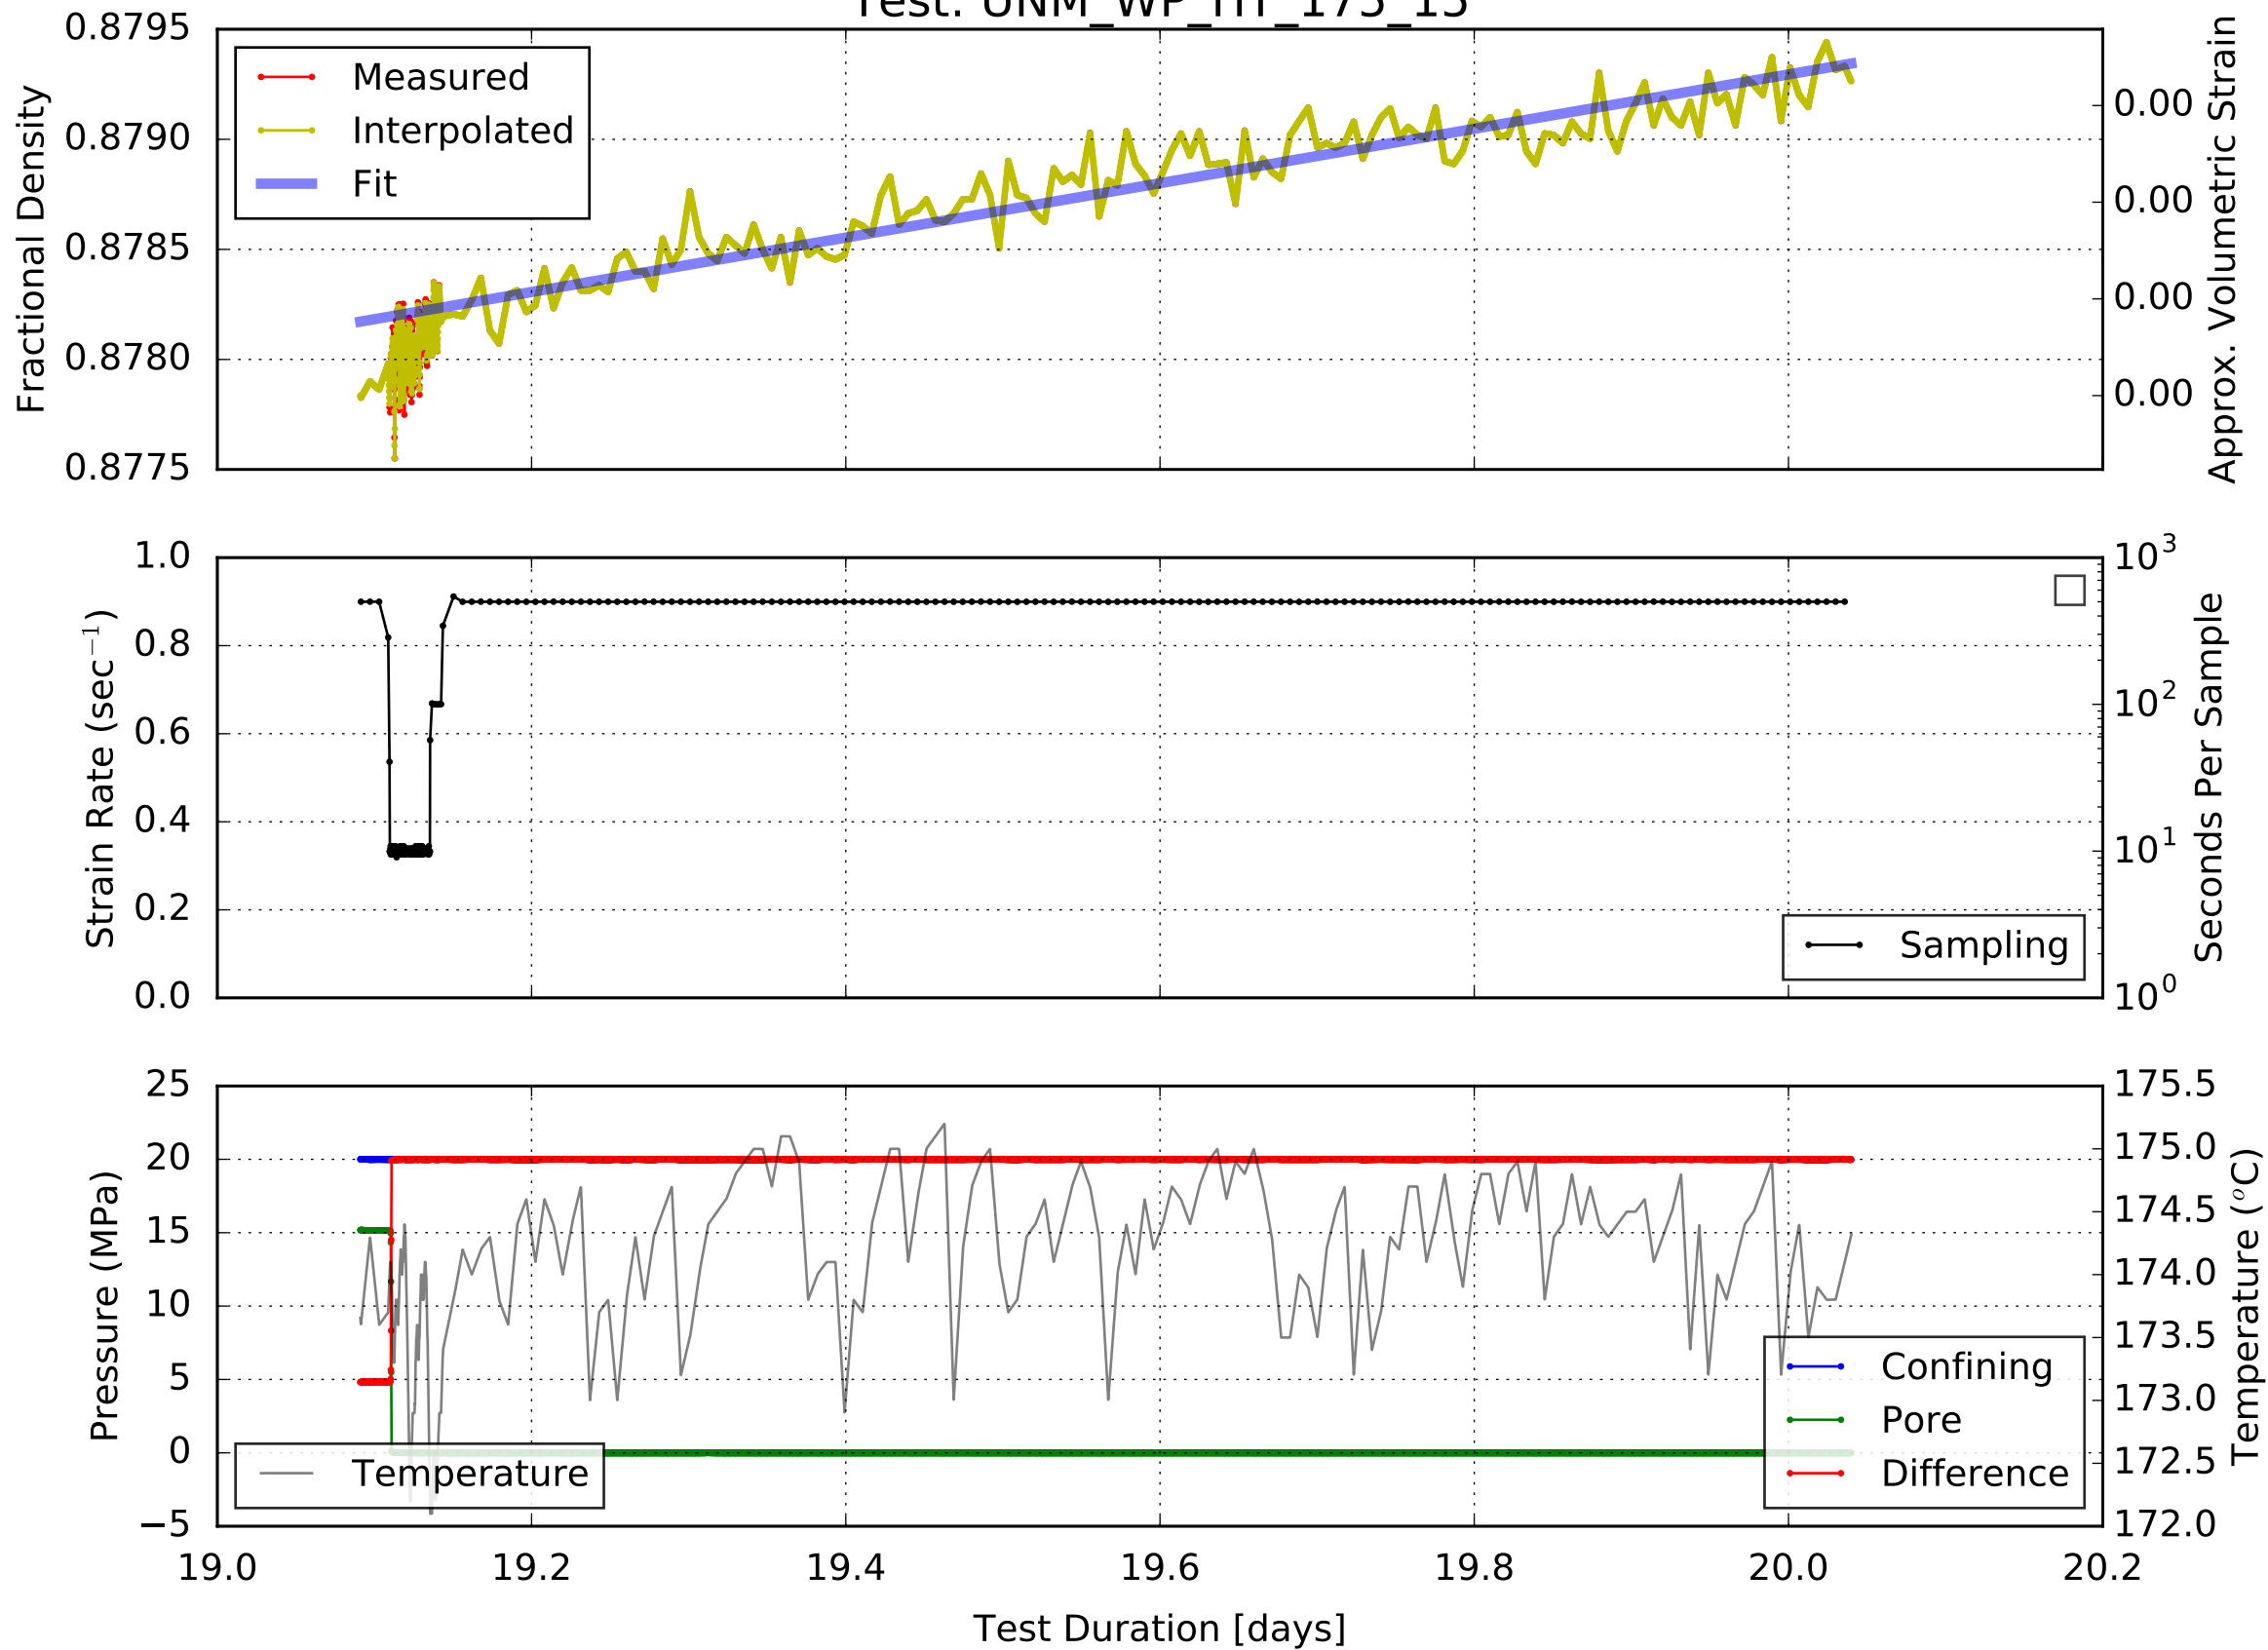 Test: UNM_WP_HY_175_15
0.8795
0.8790
0.8785
0.8780
0.8775
Fractional Density
Measured
Interpolated
Fit
0.00
0.00
0.00
0.00
Approx. Volumetric Strain
1.0
0.8
0.6
0.4
0.2
0.0
Strain Rate (sec⁻¹)
Sampling
10³
10²
10¹
10⁰
Seconds Per Sample
25
20
15
10
5
0
−5
Pressure (MPa)
Temperature
Confining
Pore
Difference
175.5
175.0
174.5
174.0
173.5
173.0
172.5
172.0
Temperature (°C)
19.0 19.2 19.4 19.6 19.8 20.0 20.2
Test Duration [days]